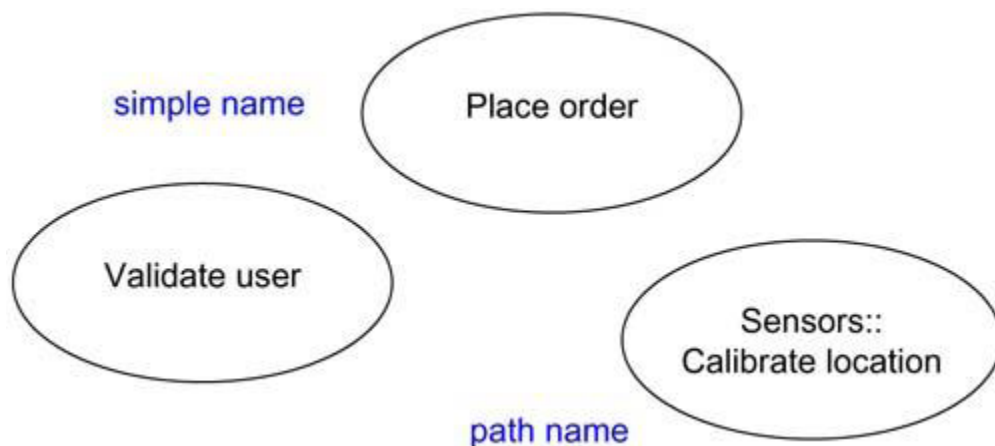 simple name
Place order
Validate user
Sensors::
Calibrate location
path name